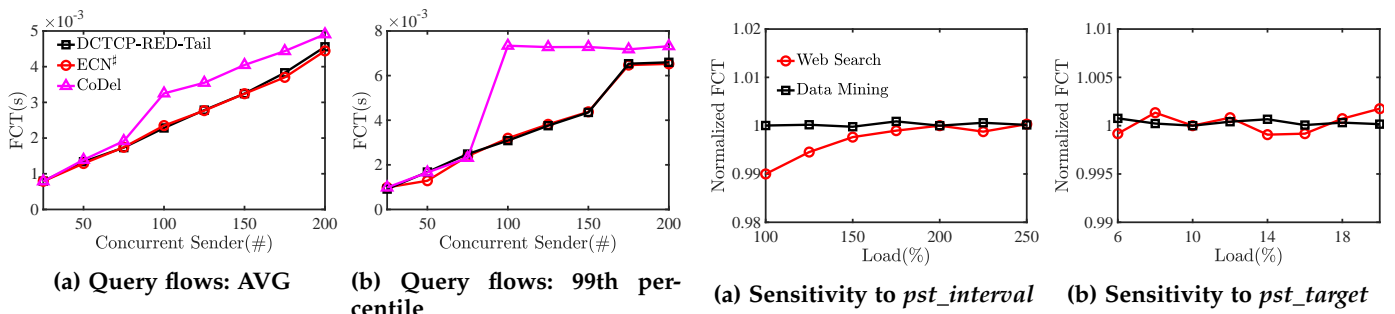 ×10⁻³
5
4
3
2
1
0
FCT(s)
DCTCP-RED-Tail
ECN♯
CoDel
50
100
150
200
Concurrent Sender(#)
(a) Query flows: AVG
×10⁻³
8
6
4
2
0
FCT(s)
50
100
150
200
Concurrent Sender(#)
(b) Query flows: 99th per-
centile
1.02
1.01
1
0.99
0.98
Normalized FCT
Web Search
Data Mining
100
150
200
250
Load(%)
(a) Sensitivity to pst_interval
1.01
1.005
1
0.995
0.99
Normalized FCT
6
10
14
18
Load(%)
(b) Sensitivity to pst_target